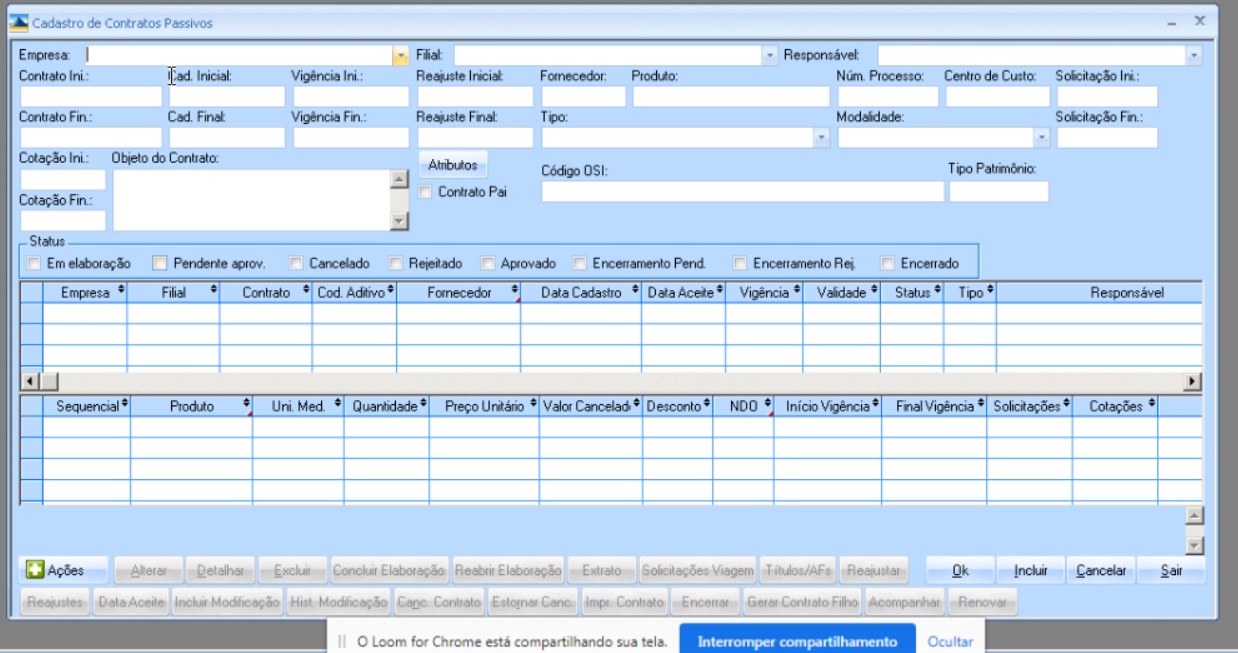 Cadastro de Contratos Passivos
Empresa: Filial: Responsável:
Contrato Ini.: Cad. Inicial: Vigência Ini.: Reajuste Inicial: Fornecedor: Produto: Núm. Processo: Centro de Custo: Solicitação Ini.:
Contrato Fin.: Cad. Final: Vigência Fin.: Reajuste Final: Tipo: Modalidade: Solicitação Fin.:
Cotação Ini.: Objeto do Contrato: Atributos Código OSI: Tipo Patrimônio:
Contrato Pai
Cotação Fin.:
Status
Em elaboração Pendente aprov. Cancelado Rejeitado Aprovado Encerramento Pend. Encerramento Rej. Encerrado
Empresa Filial Contrato Cod. Aditivo Fornecedor Data Cadastro Data Aceite Vigência Validade Status Tipo Responsável
Sequencial Produto Uni. Med. Quantidade Preço Unitário Valor Cancelad Desconto NDO Início Vigência Final Vigência Solicitações Cotações
Ações Alterar Detalhar Excluir Concluir Elaboração Reabrir Elaboração Extrato Solicitações Viagem Títulos/AFs Reajustar Ok Incluir Cancelar Sair
Reajustes Data Aceite Incluir Modificação Hist. Modificação Canc. Contrato Estornar Canc. Impr. Contrato Encerrar Gerar Contrato Filho Acompanhar Renovar
O Loom for Chrome está compartilhando sua tela. Interromper compartilhamento Ocultar